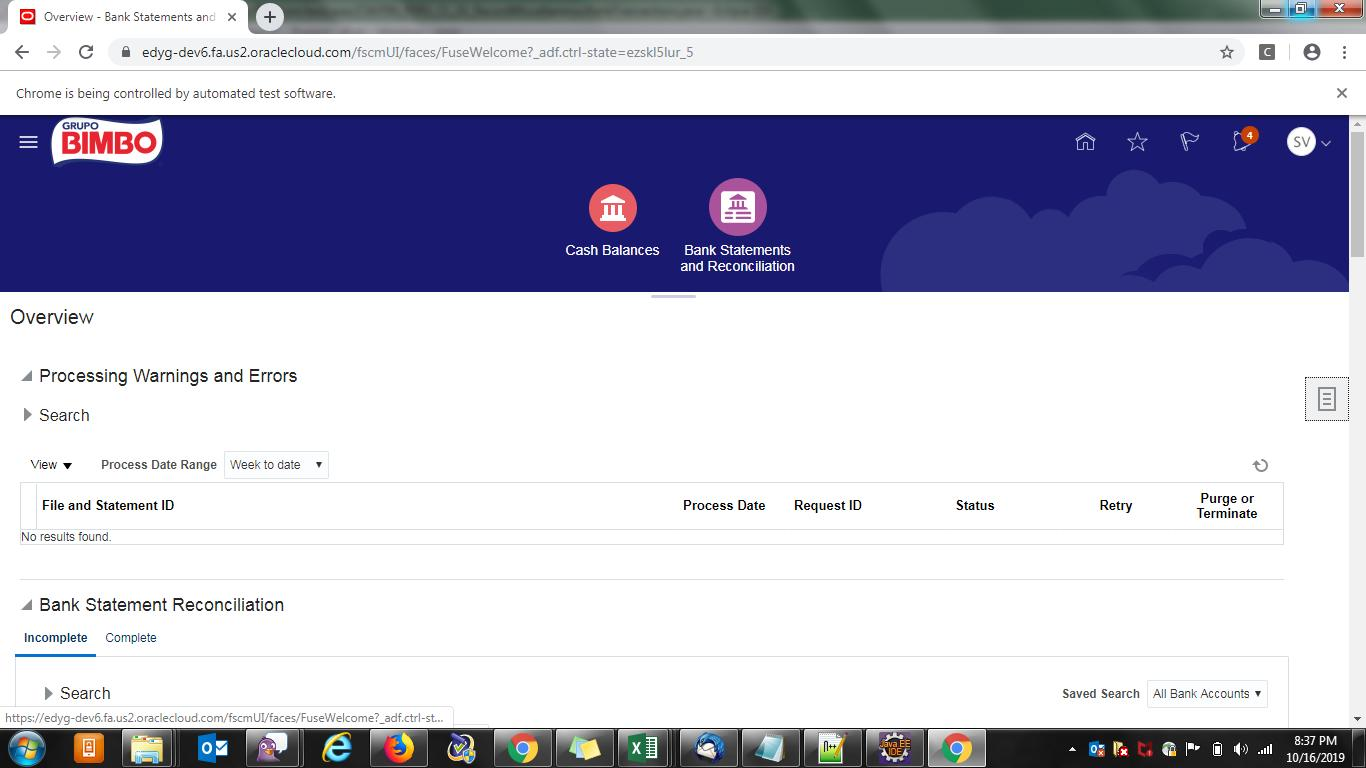 Overview - Bank Statements and
edyg-dev6.fa.us2.oraclecloud.com/fscmUI/faces/FuseWelcome?_adf.ctrl-state=ezskl5lur_5
C
Chrome is being controlled by automated test software.
GRUPO
BIMBO
4
SV
Cash Balances
Bank Statements
and Reconciliation
Overview
Processing Warnings and Errors
Search
View
Process Date Range
Week to date
File and Statement ID
Process Date
Request ID
Status
Retry
Purge or
Terminate
No results found.
Bank Statement Reconciliation
Incomplete
Complete
Search
Saved Search
All Bank Accounts
https://edyg-dev6.fa.us2.oraclecloud.com/fscmUI/faces/FuseWelcome?_adf.ctrl-st...
Java EE
IDE
8:37 PM
10/16/2019